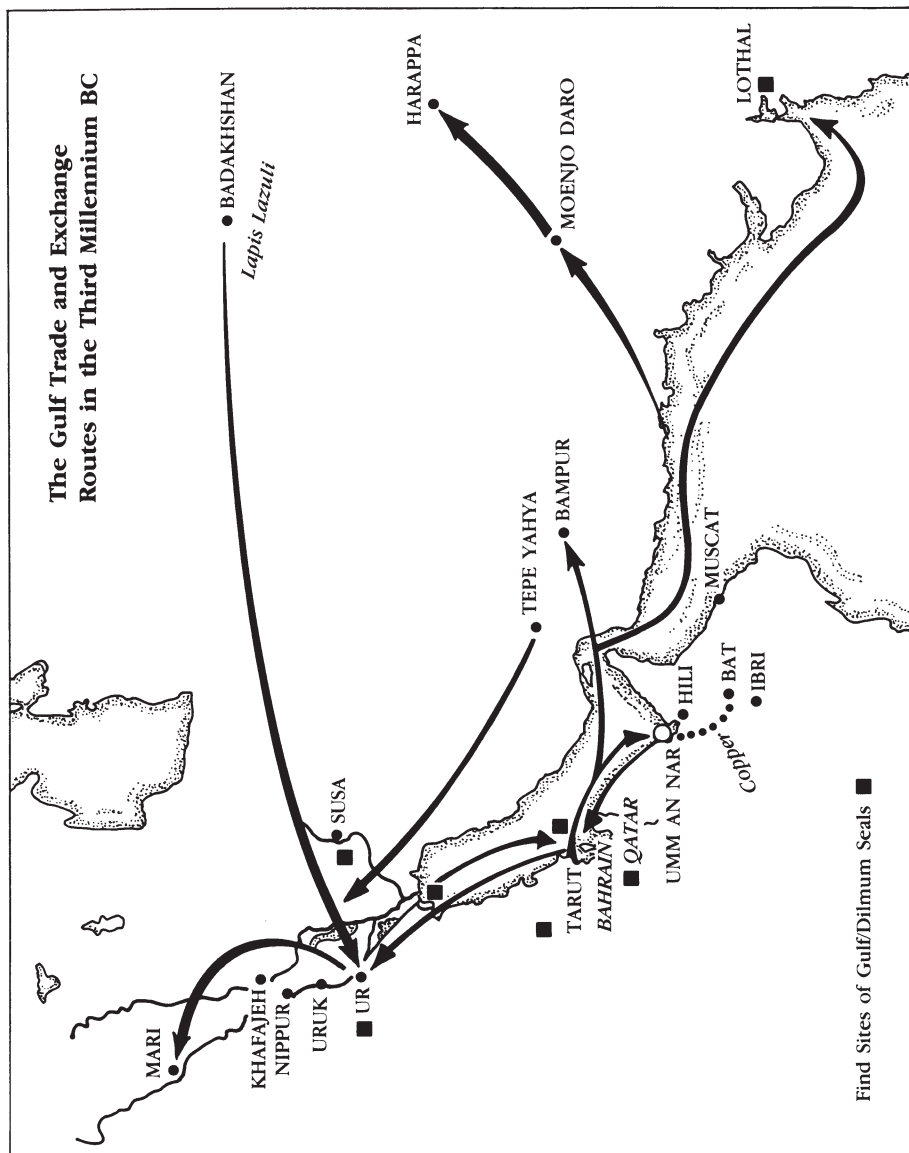 The Gulf Trade and Exchange
Routes in the Third Millennium BC
BADAKHSHAN
Lapis Lazuli
HARAPPA
MOENJO DARO
LOTHAL
MARI
KHAFAJEH
NIPPUR
URUK
UR
SUSA
TEPE YAHYA
BAMPUR
TARUT
BAHRAIN
QATAR
UMM AN NAR
HILI
BAT
IBRI
Copper
MUSCAT
Find Sites of Gulf/Dilmum Seals